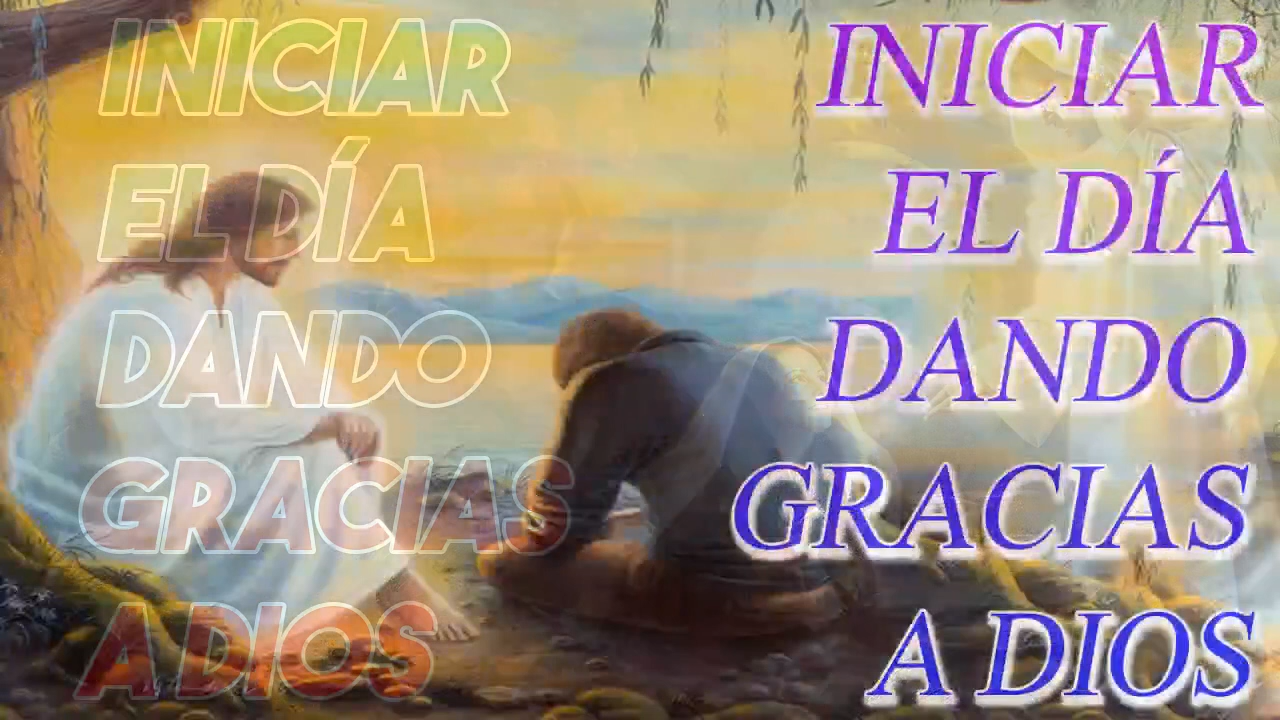 INICIAR
EL DÍA
DANDO
GRACIAS
A DIOS
INICIAR
EL DÍA
DANDO
GRACIAS
A DIOS